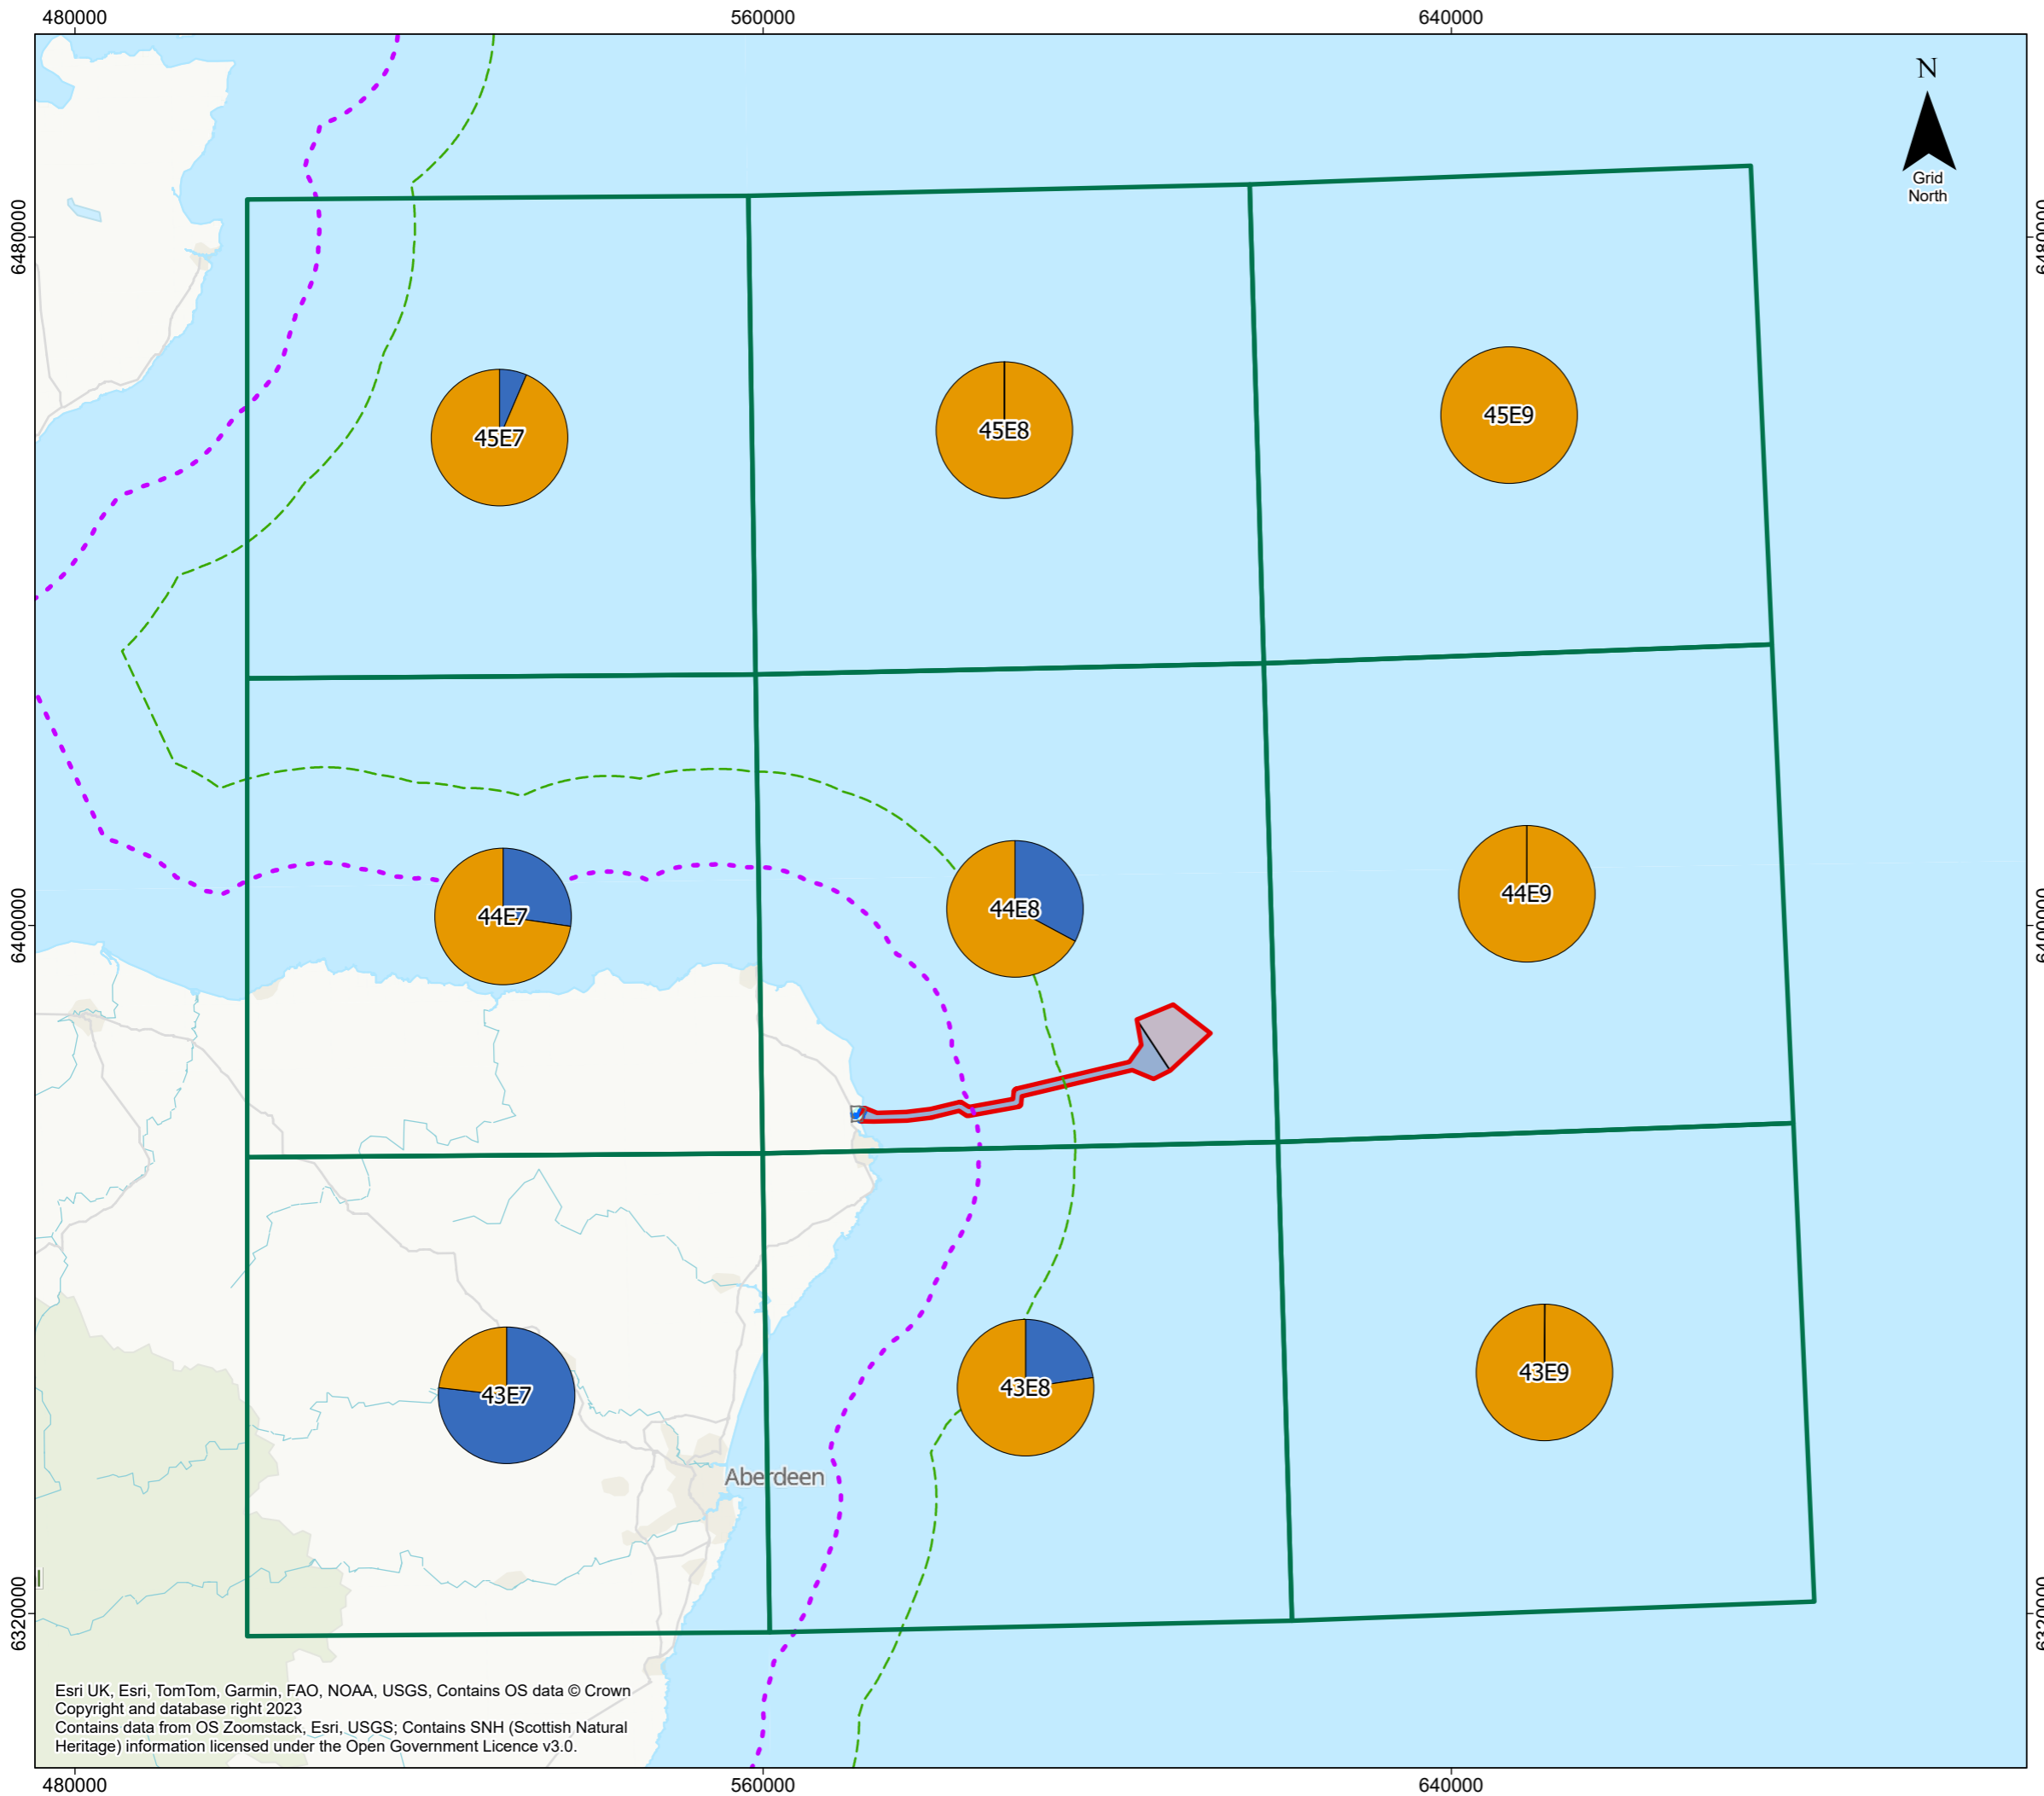 480000
560000
640000
N
Grid
North
6480000
6480000
45E7
45E8
45E9
6400000
6400000
44E7
44E8
44E9
43E7
43E8
43E9
Aberdeen
6320000
6320000
Esri UK, Esri, TomTom, Garmin, FAO, NOAA, USGS, Contains OS data © Crown
Copyright and database right 2023
Contains data from OS Zoomstack, Esri, USGS; Contains SNH (Scottish Natural
Heritage) information licensed under the Open Government Licence v3.0.
480000
560000
640000